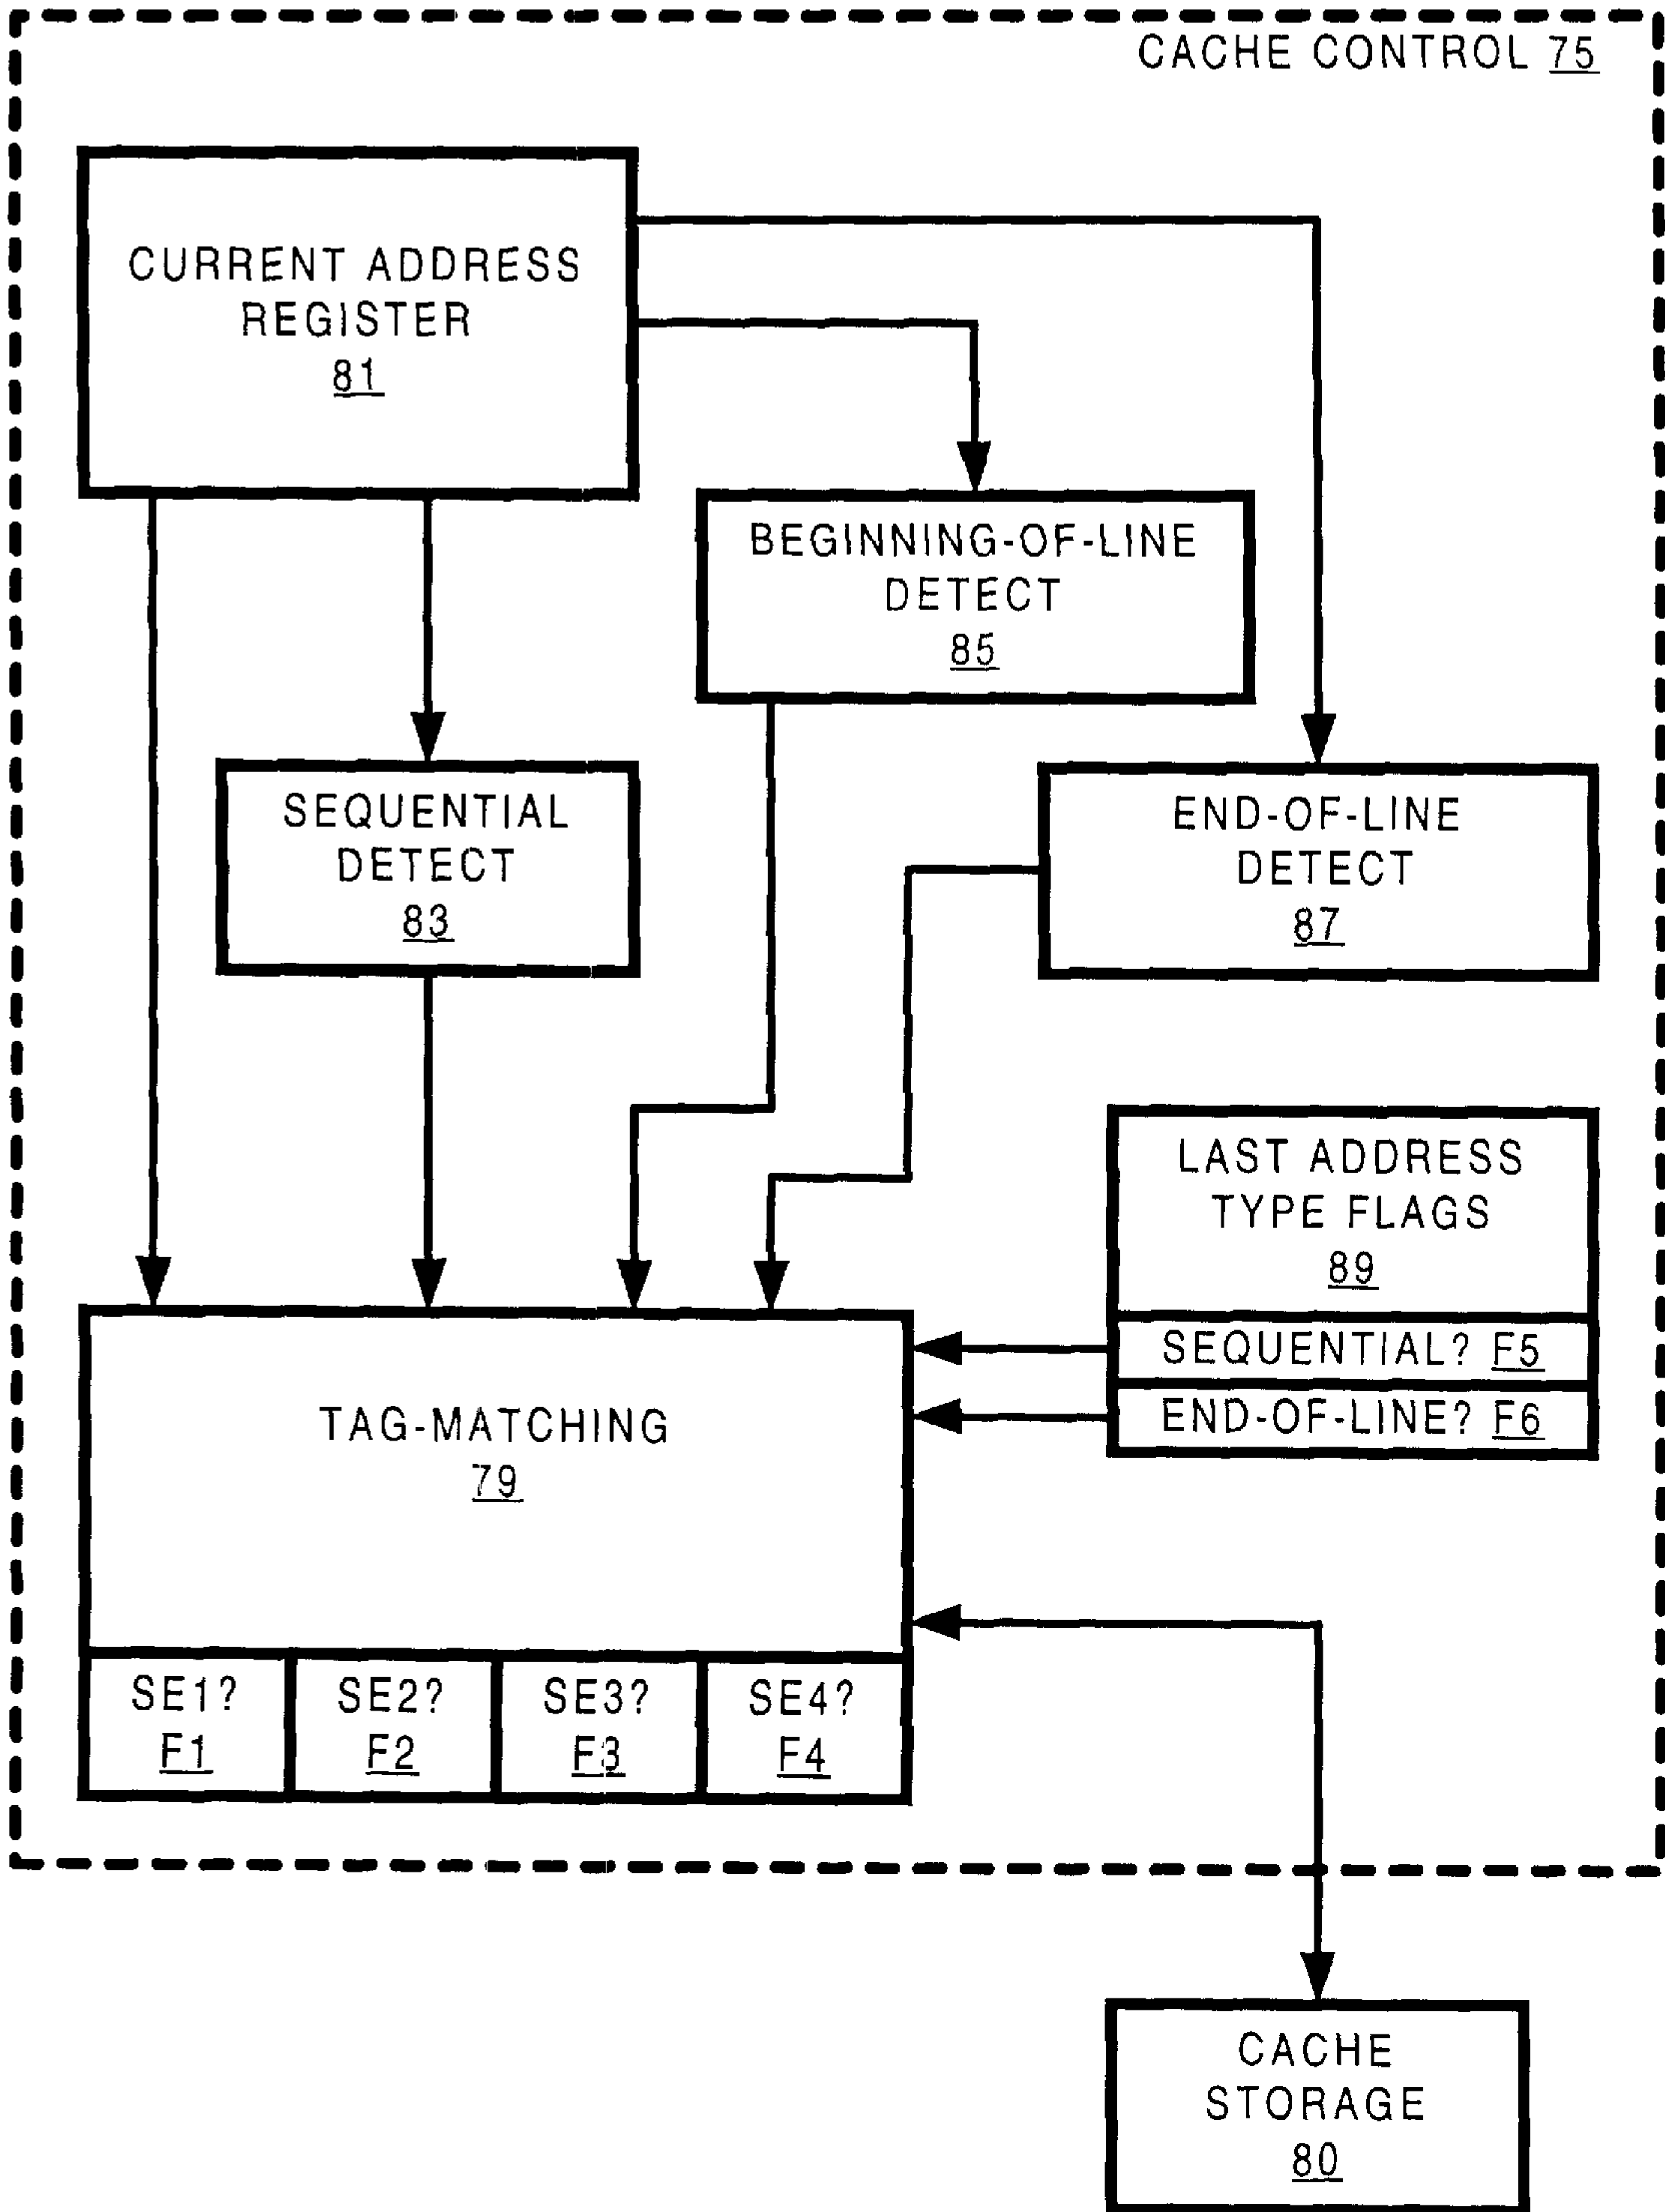 CACHE CONTROL 75
CURRENT ADDRESS
REGISTER
81
BEGINNING-OF-LINE
DETECT
85
SEQUENTIAL
DETECT
83
END-OF-LINE
DETECT
87
LAST ADDRESS
TYPE FLAGS
89
SEQUENTIAL? F5
END-OF-LINE? F6
TAG-MATCHING
79
SE1?
F1
SE2?
F2
SE3?
F3
SE4?
F4
CACHE
STORAGE
80